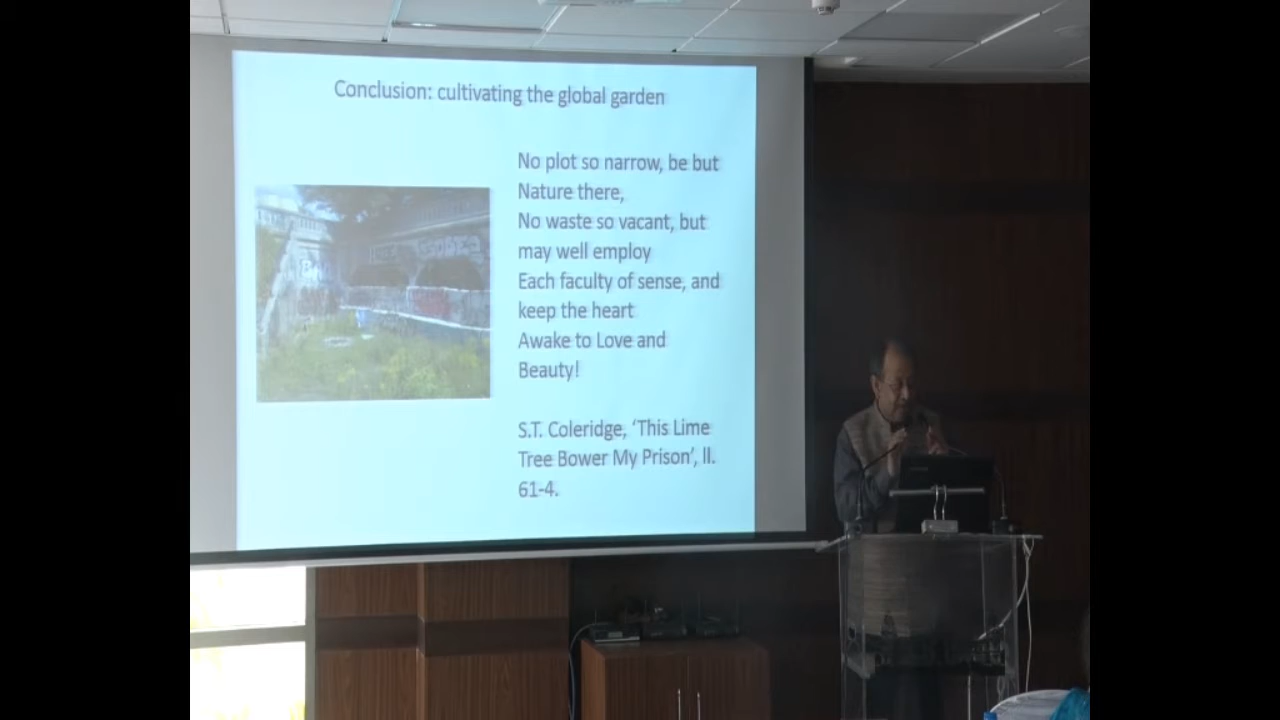 Conclusion: cultivating the global garden
No plot so narrow, be but
Nature there,
No waste so vacant, but
may well employ
Each faculty of sense, and
keep the heart
Awake to Love and
Beauty!
S.T. Coleridge, ‘This Lime
Tree Bower My Prison’, ll.
61-4.